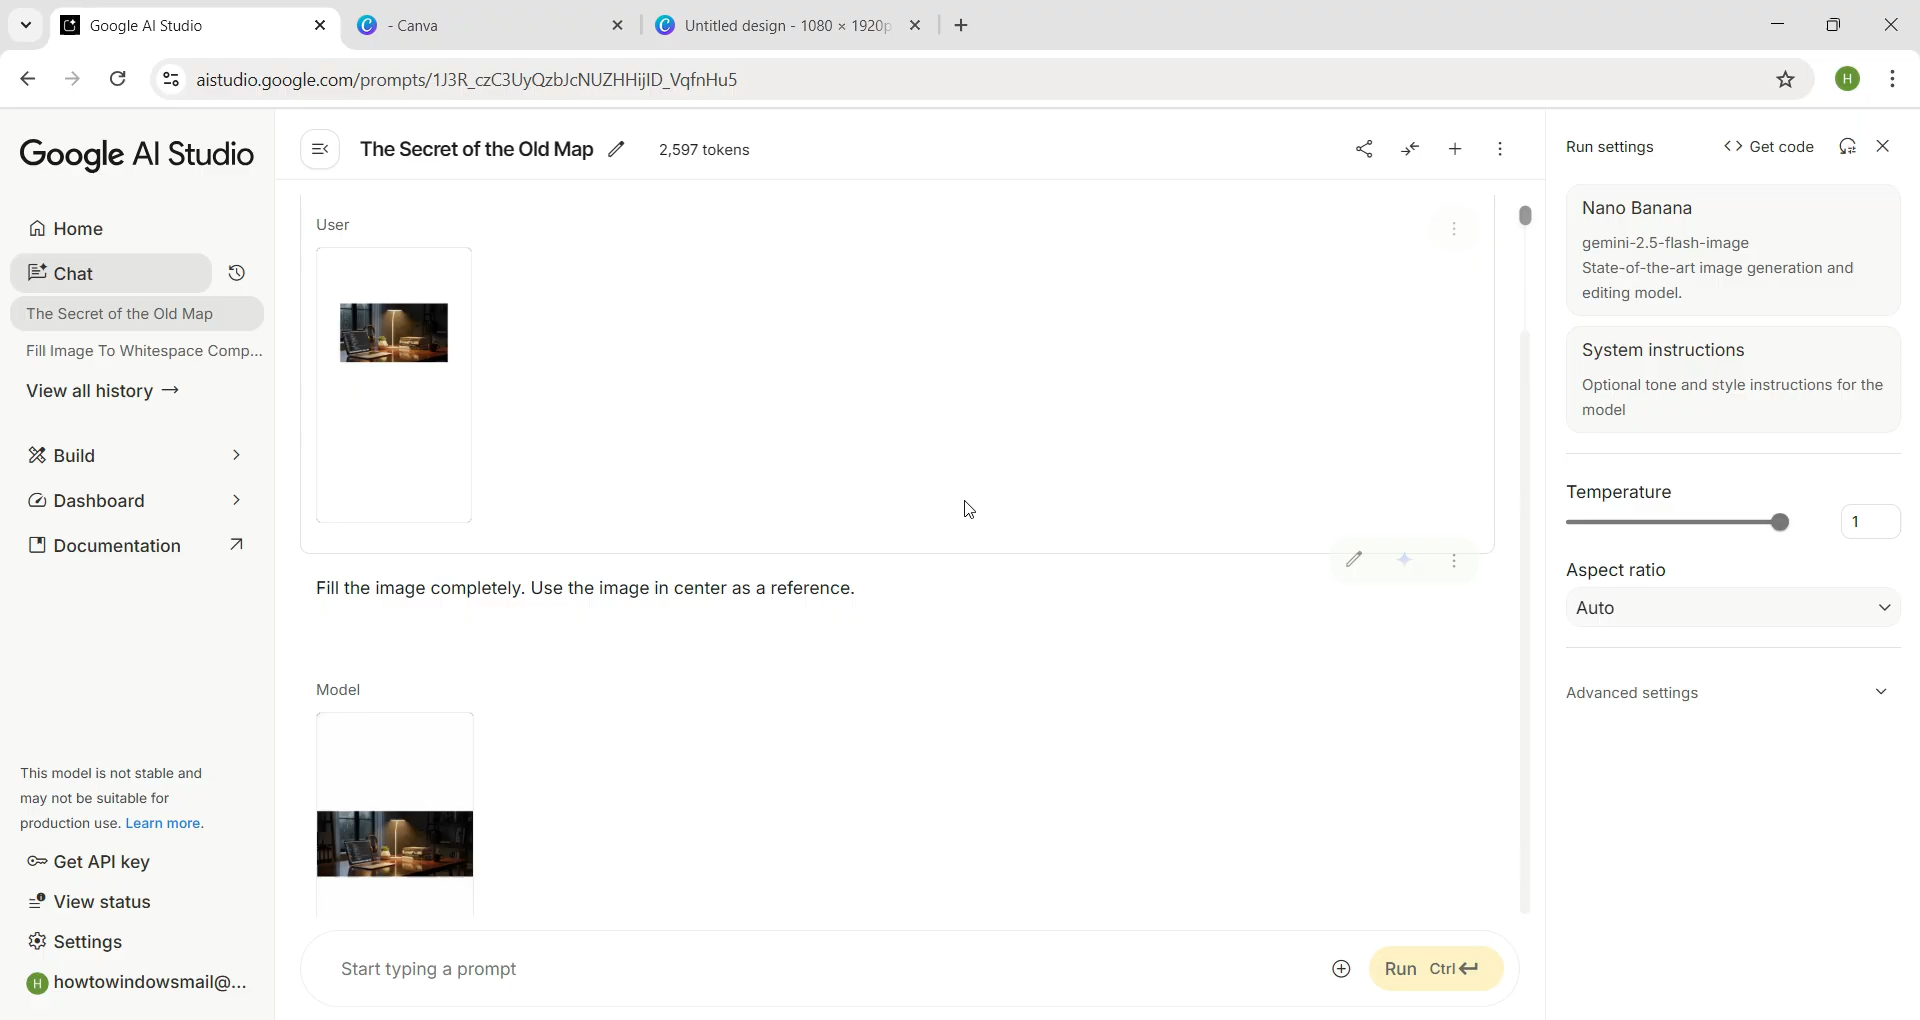 Google AI Studio
- Canva
Untitled design - 1080 × 1920p
aistudio.google.com/prompts/1J3R_czC3UyQzbJcNUZHHijID_VqfnHu5
H
Google AI Studio
The Secret of the Old Map
2,597 tokens
Run settings
<> Get code
Home
Chat
The Secret of the Old Map
Fill Image To Whitespace Comp...
View all history →
Build
Dashboard
Documentation
This model is not stable and
may not be suitable for
production use. Learn more.
Get API key
View status
Settings
H howtowindowsmail@...
User
Fill the image completely. Use the image in center as a reference.
Model
Start typing a prompt
Run Ctrl
Nano Banana
gemini-2.5-flash-image
State-of-the-art image generation and
editing model.
System instructions
Optional tone and style instructions for the
model
Temperature
1
Aspect ratio
Auto
Advanced settings